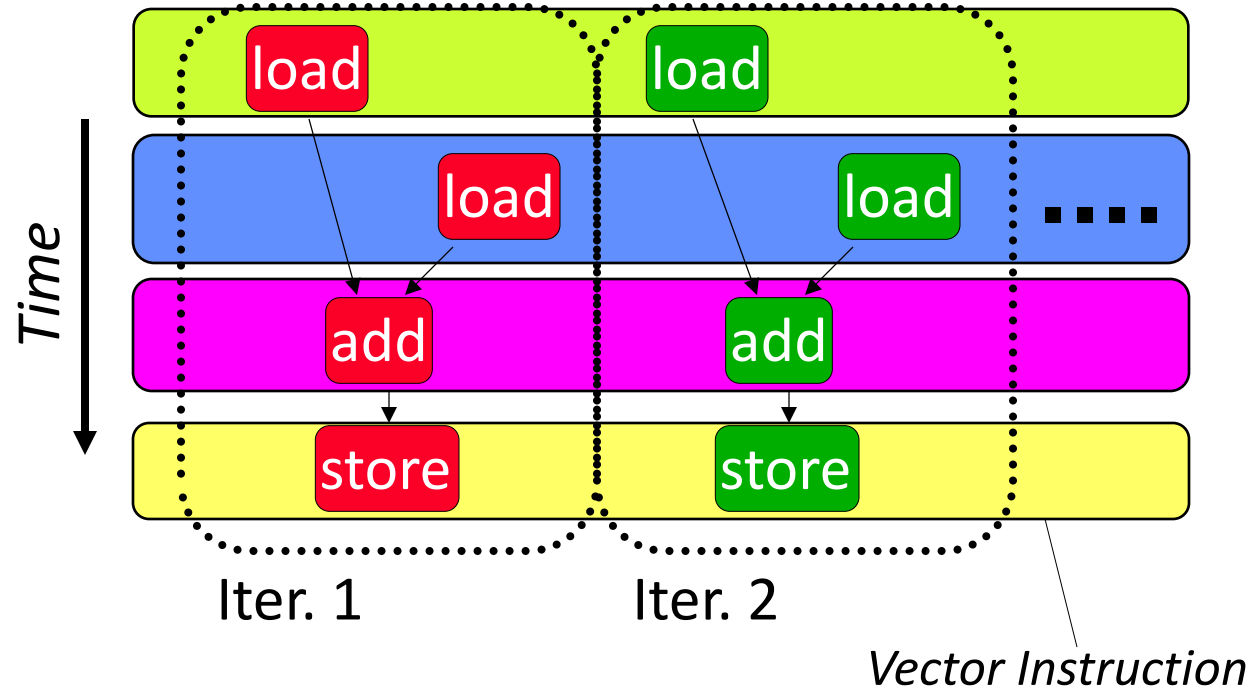 load load
load load
Time
add add
store store
Iter. 1 Iter. 2
Vector Instruction